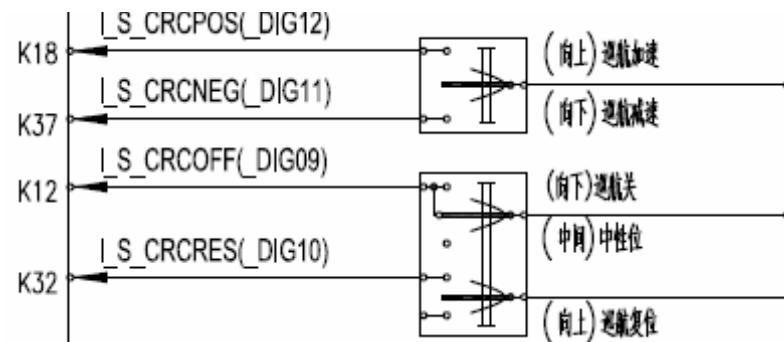 I_S_CRCPOS(_DIG12)
K18
(向上)巡航加速
I_S_CRCNEG(_DIG11)
K37
(向下)巡航减速
I_S_CRCOFF(_DIG09)
K12
(向下)巡航关
(中间)中性位
I_S_CRCRES(_DIG10)
K32
(向上)巡航复位